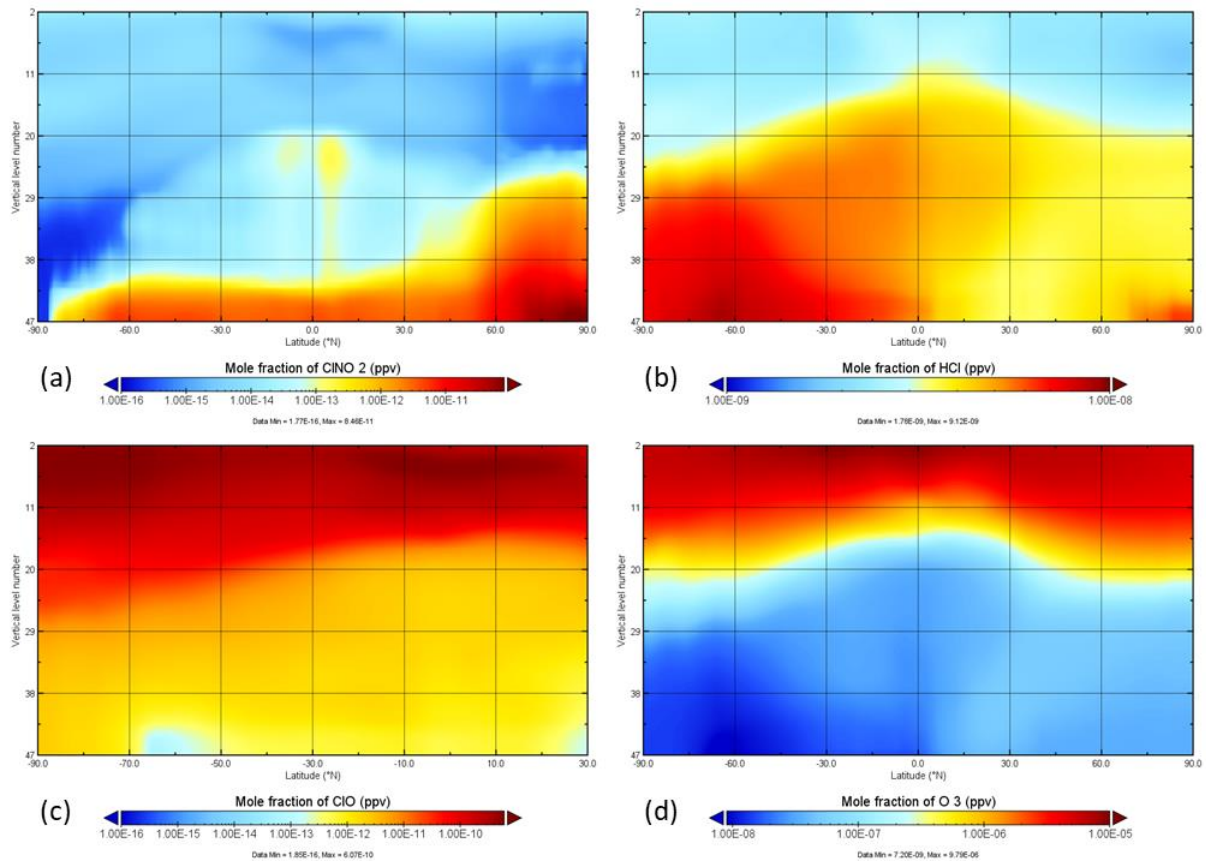 2
11
20
29
38
47
Vertical level number
-90.0 -60.0 -30.0 0.0 30.0 60.0 90.0
Latitude (°N)
(a)
Mole fraction of ClNO 2 (ppv)
1.00E-16 1.00E-15 1.00E-14 1.00E-13 1.00E-12 1.00E-11
Data Min = 1.77E-16, Max = 8.46E-11
2
11
20
29
38
47
Vertical level number
-90.0 -60.0 -30.0 0.0 30.0 60.0 90.0
Latitude (°N)
(b)
Mole fraction of HCl (ppv)
1.00E-09 1.00E-08
Data Min = 1.76E-09, Max = 9.12E-09
2
11
20
29
38
47
Vertical level number
-90.0 -70.0 -50.0 -30.0 -10.0 10.0 30.0
Latitude (°N)
(c)
Mole fraction of ClO (ppv)
1.00E-16 1.00E-15 1.00E-14 1.00E-13 1.00E-12 1.00E-11 1.00E-10
Data Min = 1.85E-16, Max = 6.07E-10
2
11
20
29
38
47
Vertical level number
-90.0 -60.0 -30.0 0.0 30.0 60.0 90.0
Latitude (°N)
(d)
Mole fraction of O 3 (ppv)
1.00E-08 1.00E-07 1.00E-06 1.00E-05
Data Min = 7.20E-09, Max = 9.79E-06